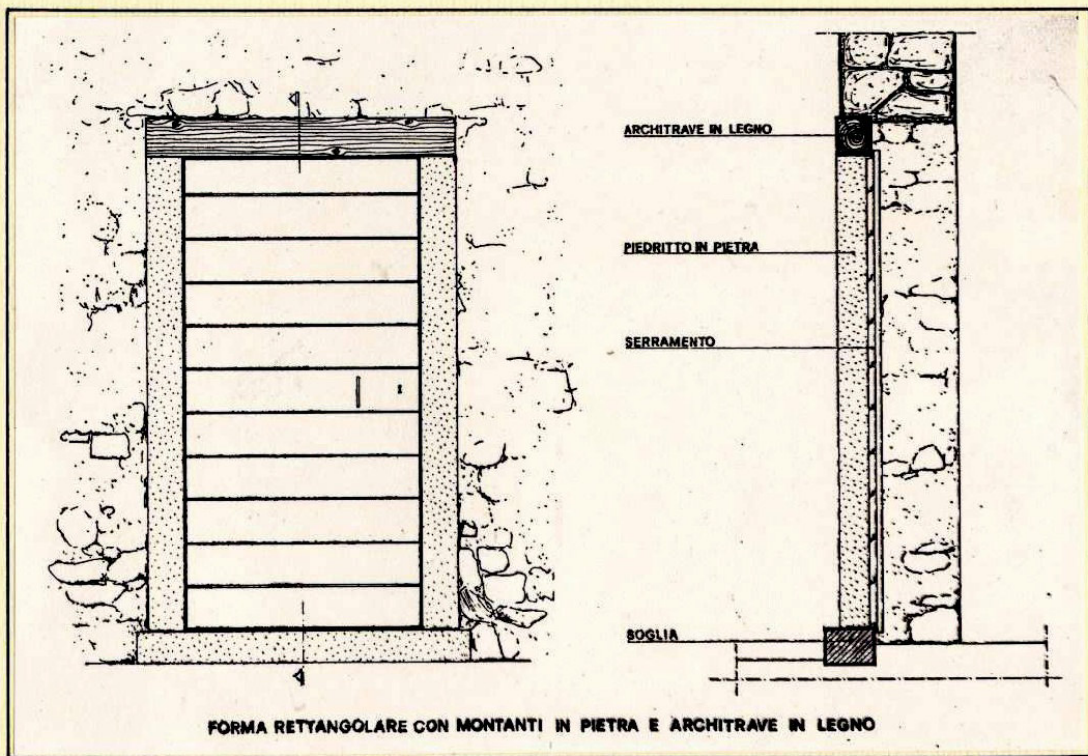 ARCHITRAVE IN LEGNO
PIEDRITTO IN PIETRA
SERRAMENTO
SOGLIA
FORMA RETTANGOLARE CON MONTANTI IN PIETRA E ARCHITRAVE IN LEGNO